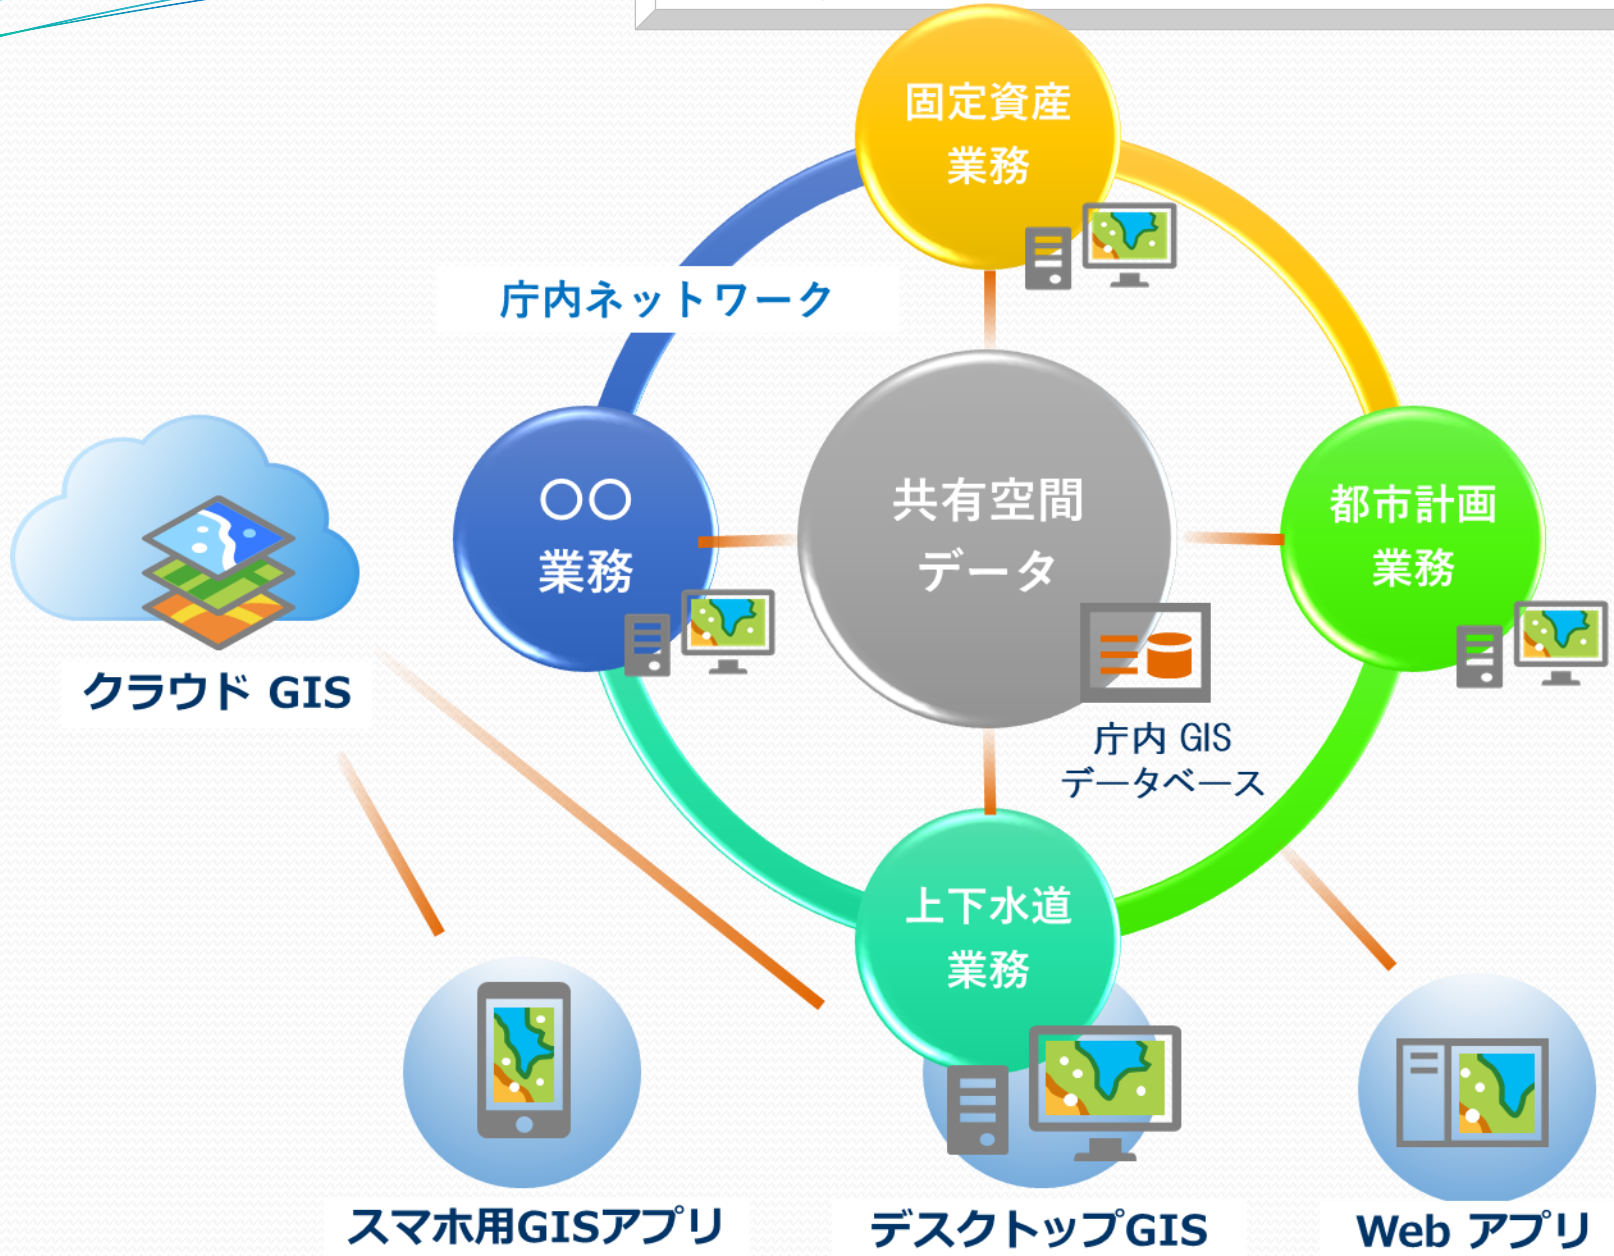 固定資産
業務
庁内ネットワーク
〇〇
業務
共有空間
データ
都市計画
業務
クラウド GIS
庁内 GIS
データベース
上下水道
業務
スマホ用GISアプリ
デスクトップGIS
Web アプリ